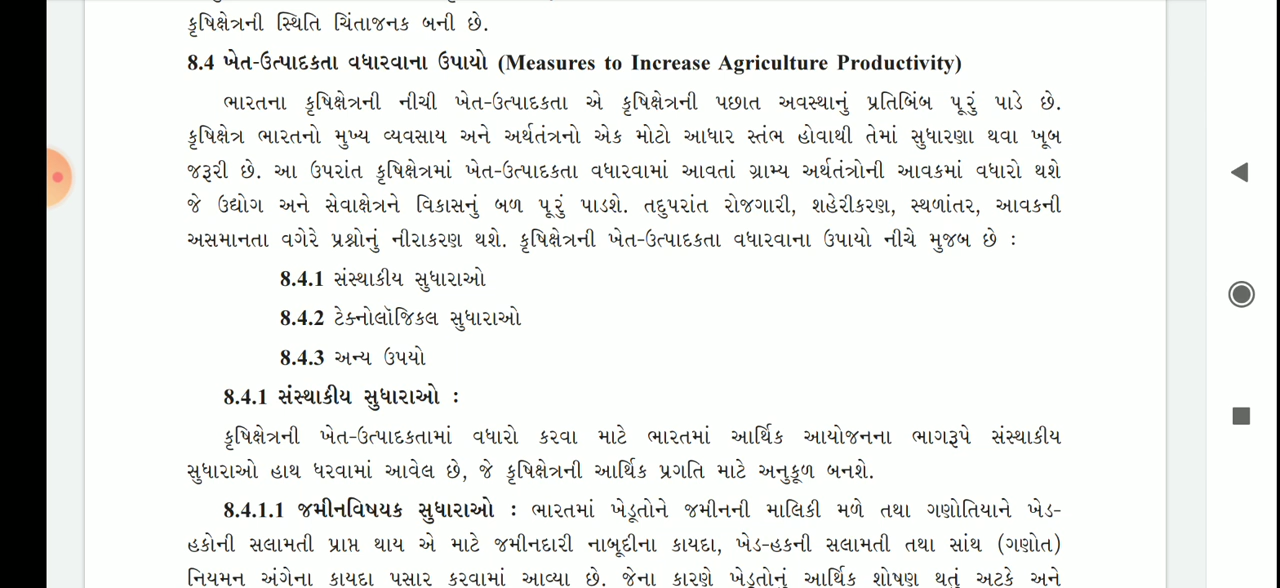 કૃષિક્ષેત્રની સ્થિતિ ચિંતાજનક બની છે.
8.4 ખેત-ઉત્પાદકતા વધારવાના ઉપાયો (Measures to Increase Agriculture Productivity)
ભારતના કૃષિક્ષેત્રની નીચી ખેત-ઉત્પાદકતા એ કૃષિક્ષેત્રની પછાત અવસ્થાનું પ્રતિબિંબ પૂરું પાડે છે.
કૃષિક્ષેત્ર ભારતનો મુખ્ય વ્યવસાય અને અર્થતંત્રનો એક મોટો આધાર સ્તંભ હોવાથી તેમાં સુધારણા થવા ખૂબ
જરૂરી છે. આ ઉપરાંત કૃષિક્ષેત્રમાં ખેત-ઉત્પાદકતા વધારવામાં આવતાં ગ્રામ્ય અર્થતંત્રોની આવકમાં વધારો થશે
જે ઉદ્યોગ અને સેવાક્ષેત્રને વિકાસનું બળ પૂરું પાડશે. તદુપરાંત રોજગારી, શહેરીકરણ, સ્થળાંતર, આવકની
અસમાનતા વગેરે પ્રશ્નોનું નીરાકરણ થશે. કૃષિક્ષેત્રની ખેત-ઉત્પાદકતા વધારવાના ઉપાયો નીચે મુજબ છે :
8.4.1 સંસ્થાકીય સુધારાઓ
8.4.2 ટેક્નોલૉજિકલ સુધારાઓ
8.4.3 અન્ય ઉપયો
8.4.1 સંસ્થાકીય સુધારાઓ :
કૃષિક્ષેત્રની ખેત-ઉત્પાદકતામાં વધારો કરવા માટે ભારતમાં આર્થિક આયોજનના ભાગરૂપે સંસ્થાકીય
સુધારાઓ હાથ ધરવામાં આવેલ છે, જે કૃષિક્ષેત્રની આર્થિક પ્રગતિ માટે અનુકૂળ બનશે.
8.4.1.1 જમીનવિષયક સુધારાઓ : ભારતમાં ખેડૂતોને જમીનની માલિકી મળે તથા ગણોતિયાને ખેડ-
હકોની સલામતી પ્રાપ્ત થાય એ માટે જમીનદારી નાબૂદીના કાયદા, ખેડ-હકની સલામતી તથા સાંથ (ગણોત)
નિયમન અંગેના કાયદા પસાર કરવામાં આવ્યા છે. જેના કારણે ખેડૂતોનું આર્થિક શોષણ થતું અટકે અને